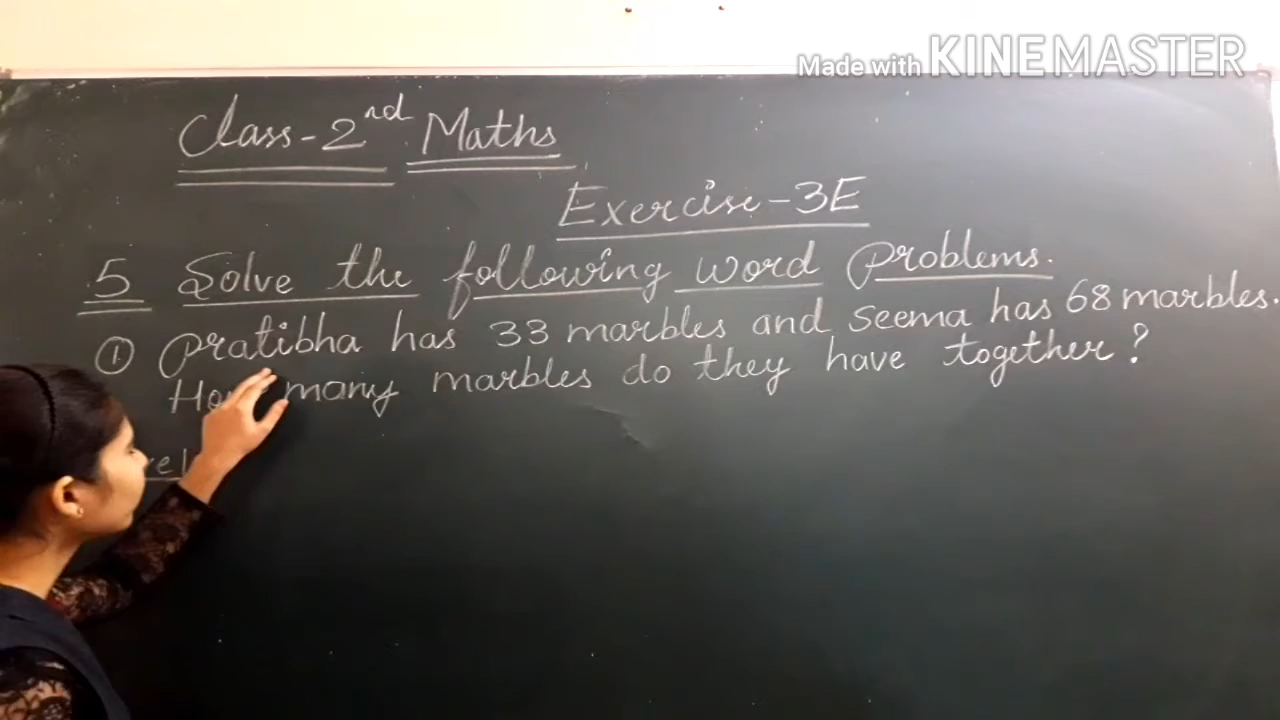 Made with KINEMASTER
Class-2nd Maths
Exercise-3E
5 Solve the following word problems.
① Pratibha has 33 marbles and Seema has 68 marbles.
How many marbles do they have together?